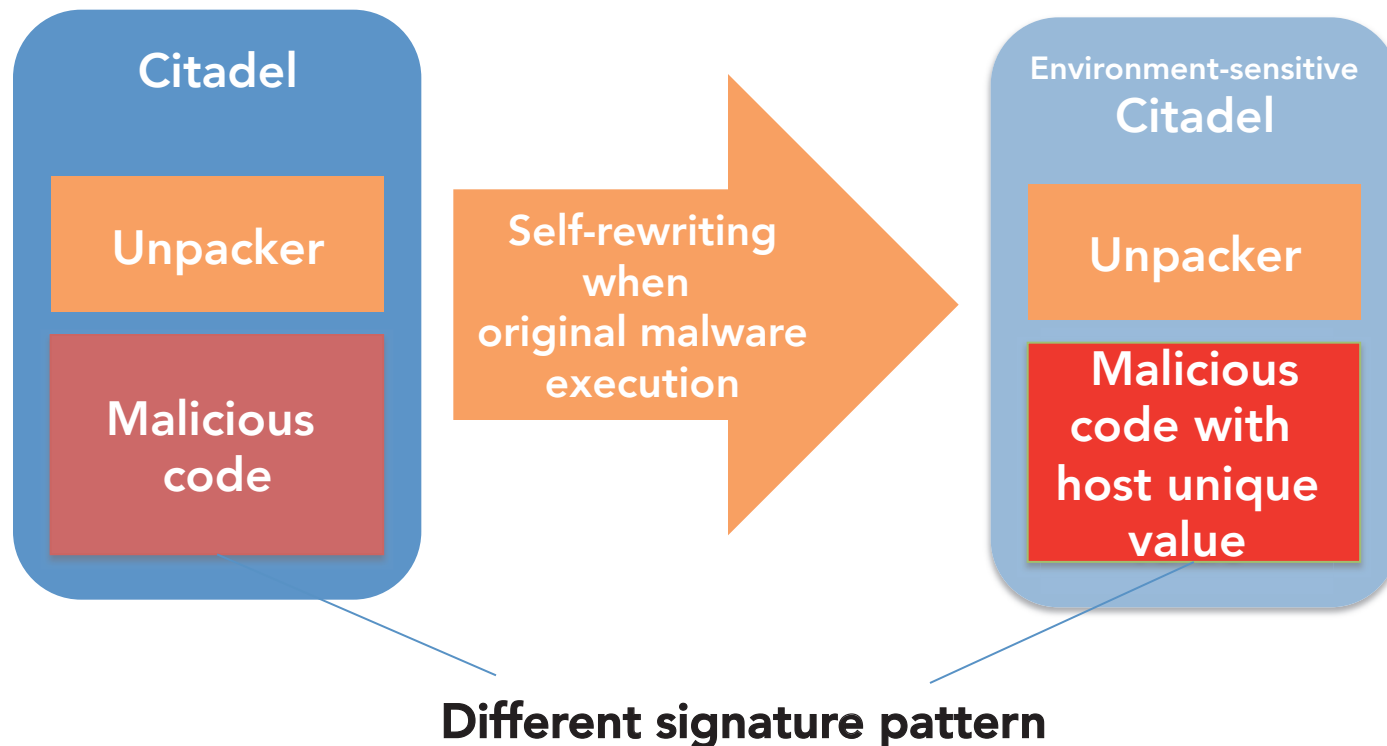 Citadel
Unpacker
Malicious
code
Self-rewriting
when
original malware
execution
Environment-sensitive
Citadel
Unpacker
Malicious
code with
host unique
value
Different signature pattern